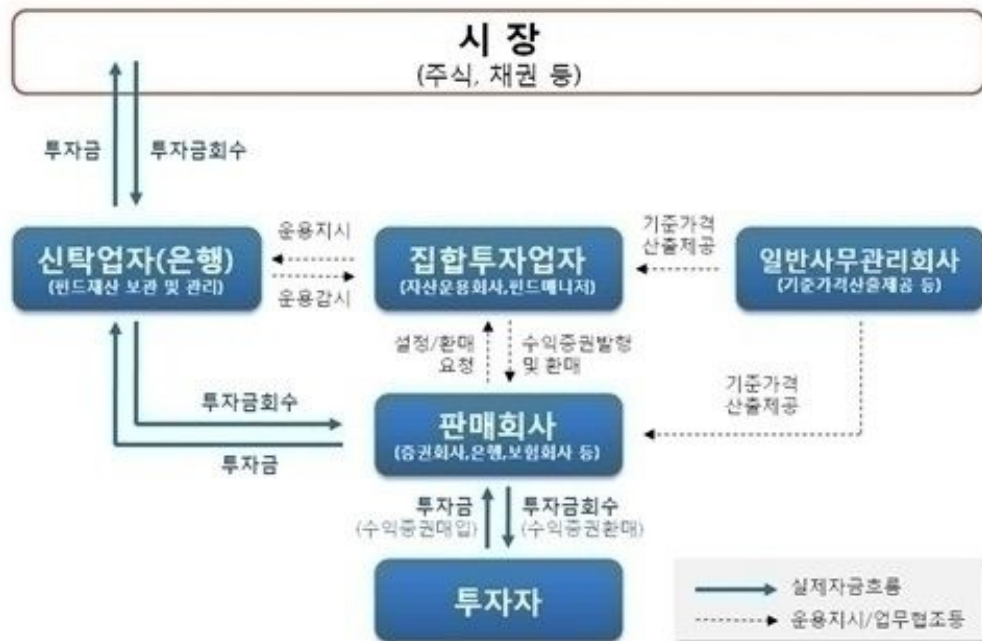 시 장
(주식, 채권 등)
투자금
투자금회수
신탁업자(은행)
(펀드재산 보관 및 관리)
운용지시
운용감시
집합투자업자
(자산운용회사,펀드매니저)
기준가격
산출제공
일반사무관리회사
(기준가격산출제공 등)
설정/환매
요청
수익증권발행
및 환매
기준가격
산출제공
투자금회수
투자금
판매회사
(증권회사,은행,보험회사 등)
투자금
(수익증권매입)
투자금회수
(수익증권환매)
투자자
실제자금흐름
운용지시/업무협조등